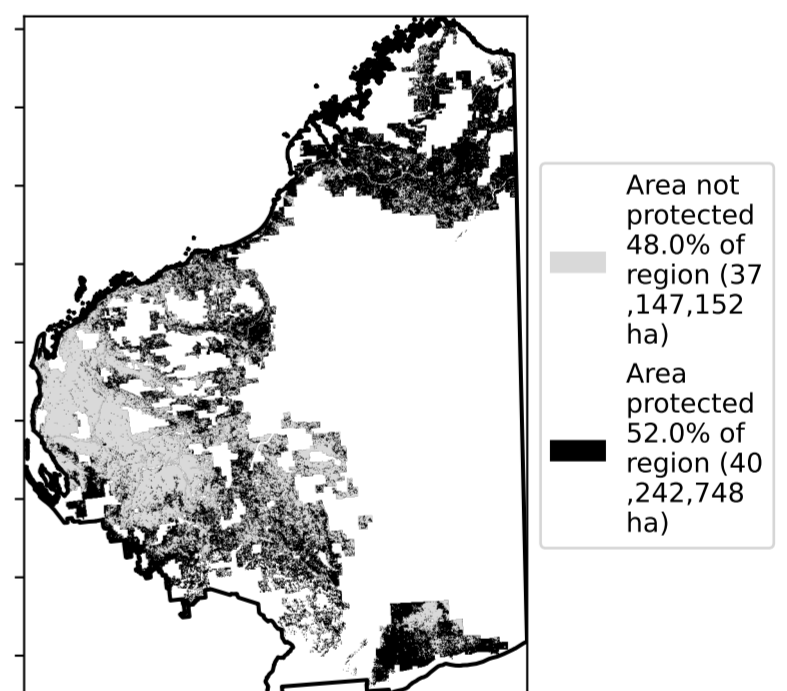 Area not
protected
48.0% of
region (37
,147,152
ha)
Area
protected
52.0% of
region (40
,242,748
ha)